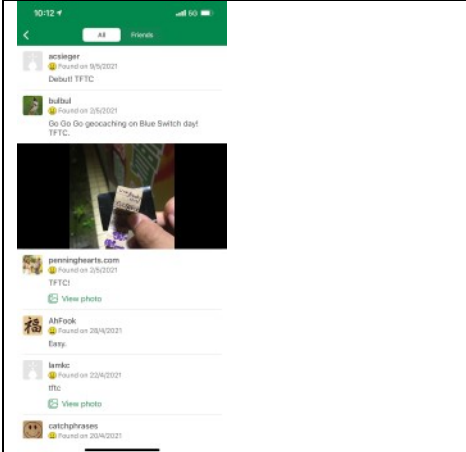 10:12
5G
All
Friends
acsieger
Found on 9/5/2021
Debut! TFTC
bulbul
Found on 2/5/2021
Go Go Go geocaching on Blue Switch day!
TFTC.
penninghearts.com
Found on 2/5/2021
TFTC!
View photo
福
AhFook
Found on 28/4/2021
Easy.
lamkc
Found on 22/4/2021
tftc
View photo
catchphrases
Found on 20/4/2021